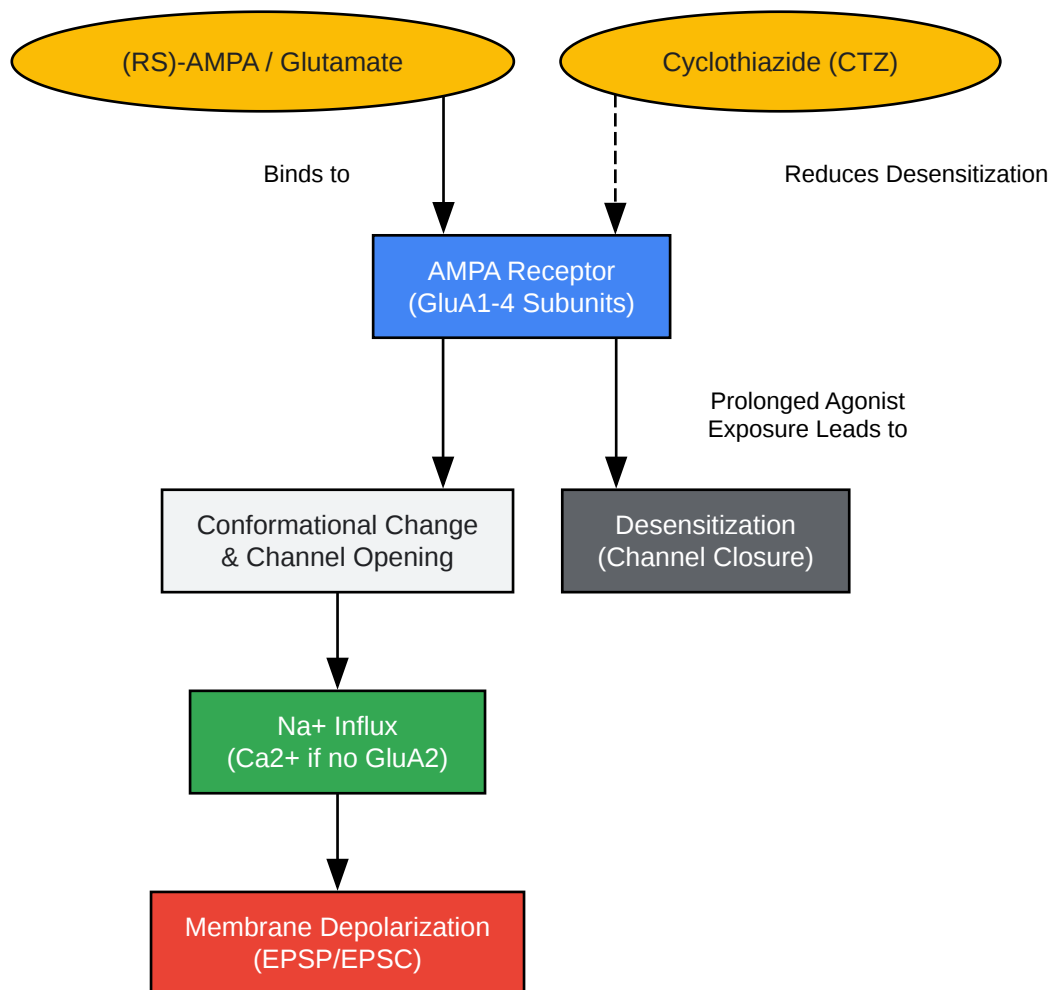 (RS)-AMPA / Glutamate
Cyclothiazide (CTZ)
Binds to
Reduces Desensitization
AMPA Receptor
(GluA1-4 Subunits)
Prolonged Agonist
Exposure Leads to
Conformational Change
& Channel Opening
Desensitization
(Channel Closure)
Na+ Influx
(Ca2+ if no GluA2)
Membrane Depolarization
(EPSP/EPSC)